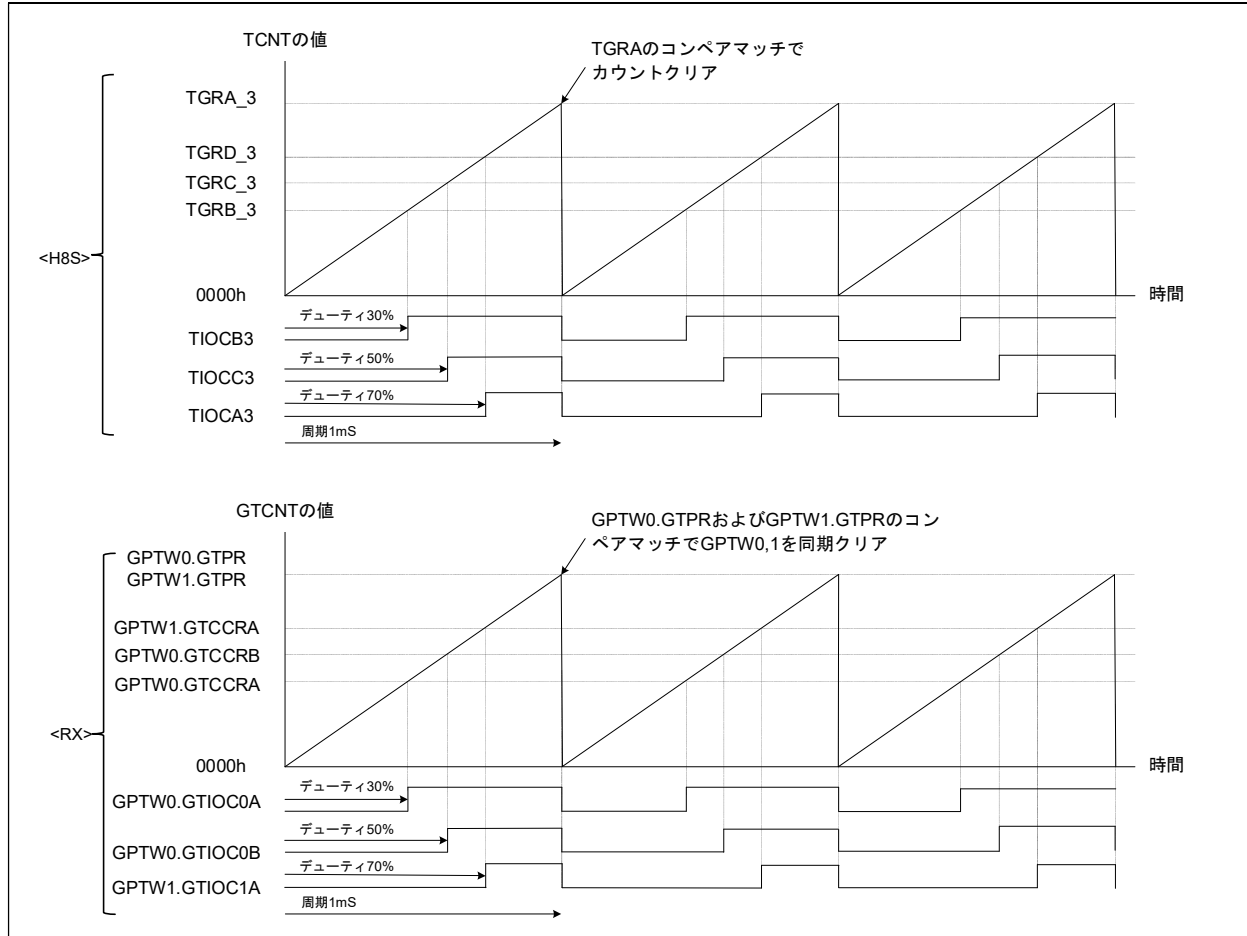 TCNTの値
TGRAのコンペアマッチで
カウントクリア
TGRA_3
TGRD_3
TGRC_3
TGRB_3
<H8S>
0000h
時間
デューティ30%
TIOCB3
デューティ50%
TIOCC3
デューティ70%
TIOCA3
周期1mS
GTCNTの値
GPTW0.GTPRおよびGPTW1.GTPRのコン
ペアマッチでGPTW0,1を同期クリア
GPTW0.GTPR
GPTW1.GTPR
GPTW1.GTCCRA
GPTW0.GTCCRB
GPTW0.GTCCRA
<RX>
0000h
時間
デューティ30%
GPTW0.GTIOC0A
デューティ50%
GPTW0.GTIOC0B
デューティ70%
GPTW1.GTIOC1A
周期1mS